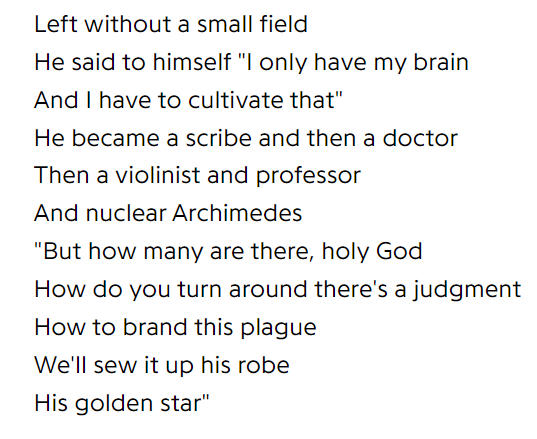 Left without a small field
He said to himself "I only have my brain
And I have to cultivate that"
He became a scribe and then a doctor
Then a violinist and professor
And nuclear Archimedes
"But how many are there, holy God
How do you turn around there's a judgment
How to brand this plague
We'll sew it up his robe
His golden star"